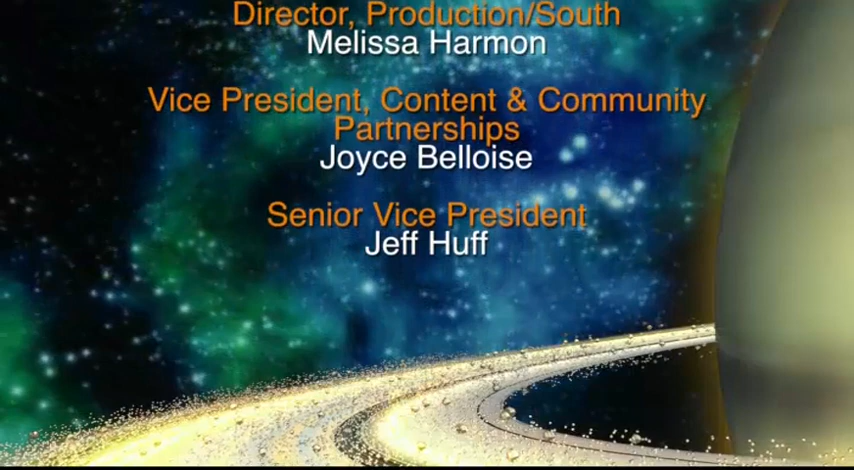 Director, Production/South
Melissa Harmon
Vice President, Content & Community
Partnerships
Joyce Belloise
Senior Vice President
Jeff Huff